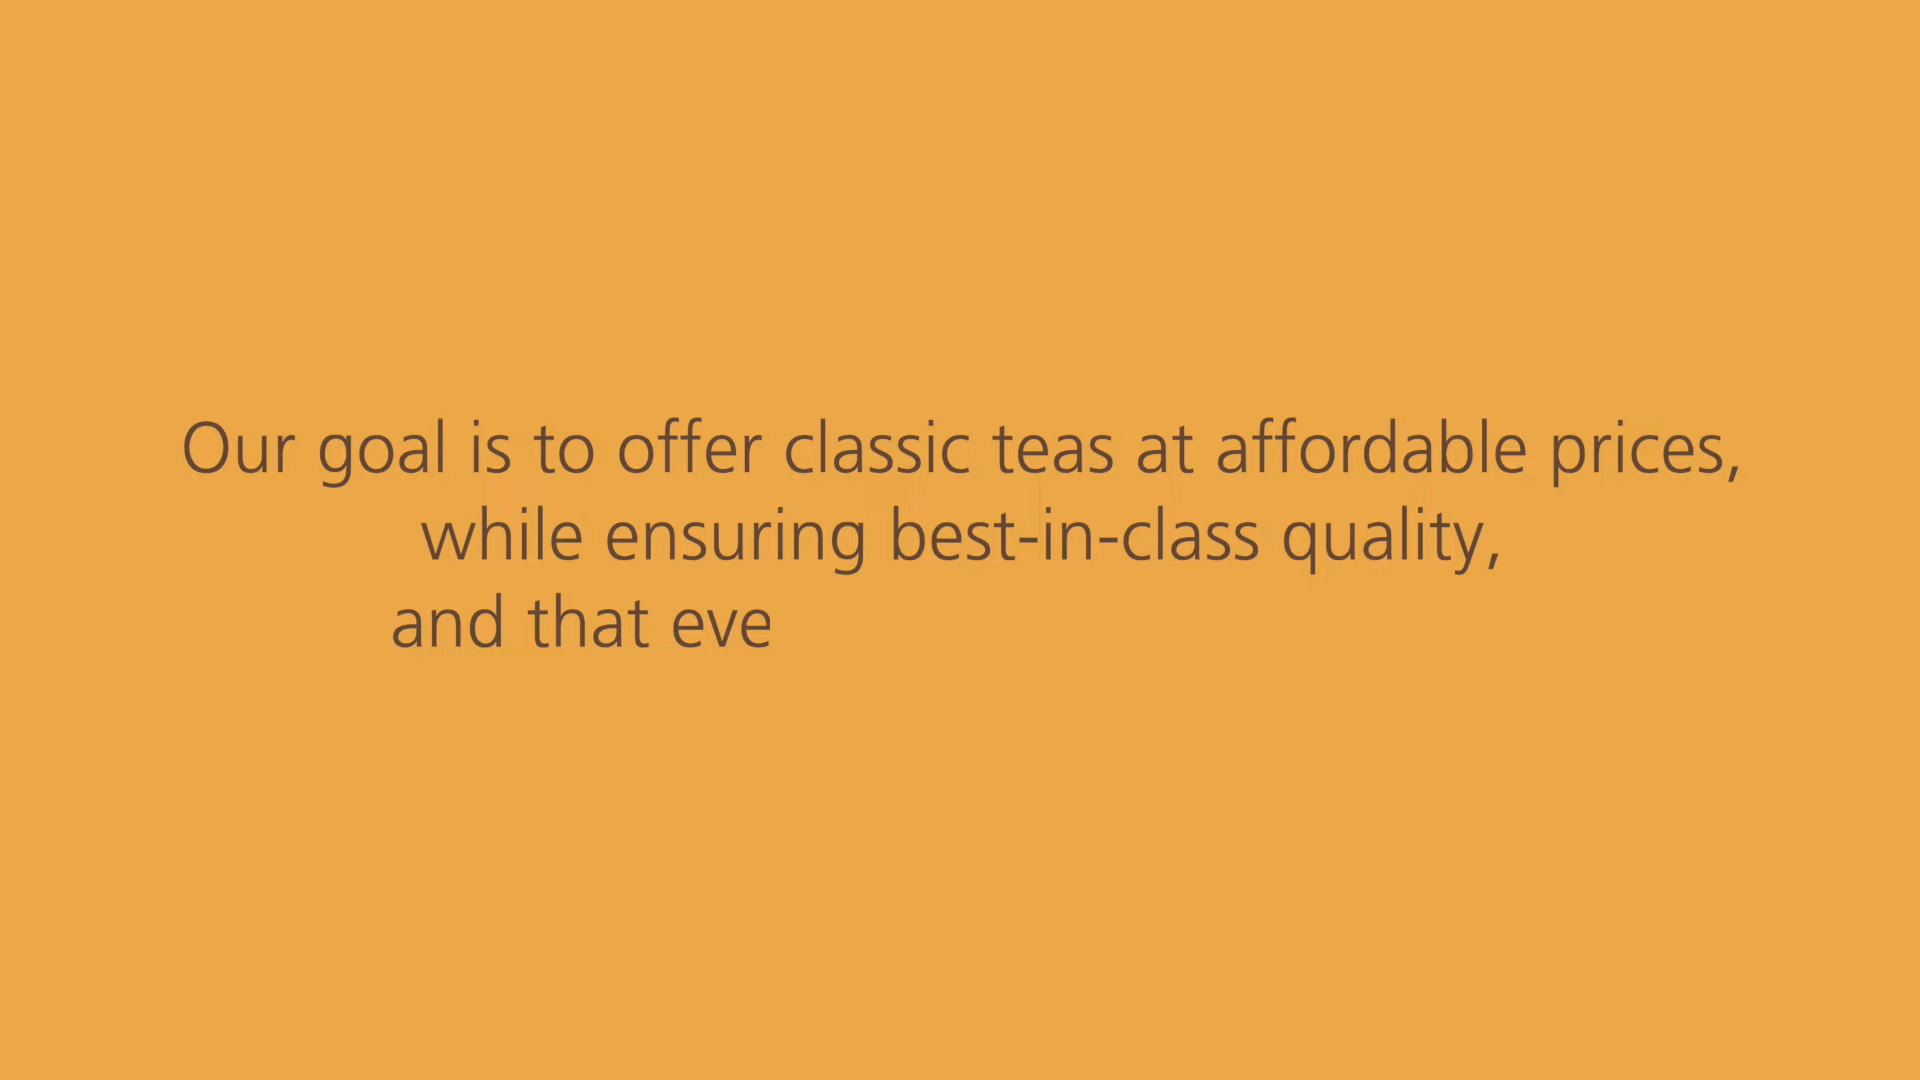 Our goal is to offer classic teas at affordable prices,
while ensuring best-in-class quality,
and that eve